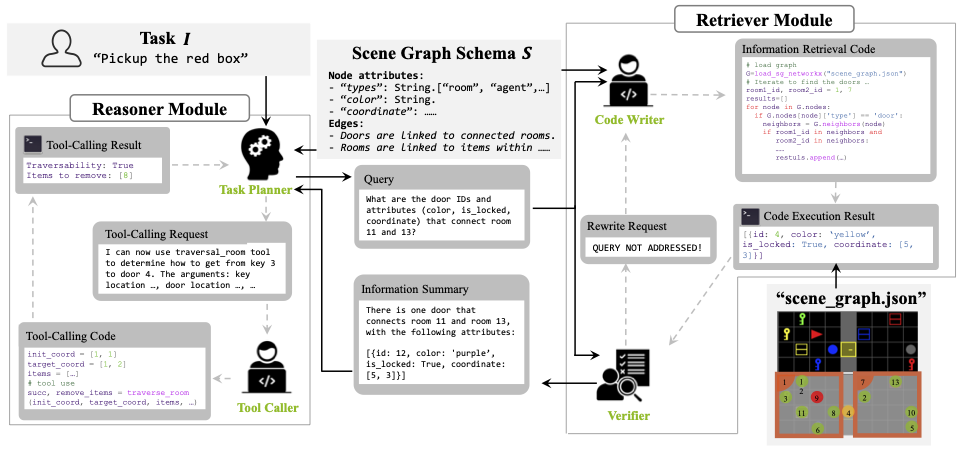 Task I
“Pickup the red box”
Reasoner Module
Tool-Calling Result
Traversability: True
Items to remove: [8]
Task Planner
Tool-Calling Request
I can now use traversal_room tool
to determine how to get from key 3
to door 4. The arguments: key
location …, door location …, …
Tool-Calling Code
init_coord = [1, 1]
target_coord = [1, 2]
items = […]
# tool use
succ, remove_items = traverse_room
(init_coord, target_coord, items, …)
Tool Caller
Scene Graph Schema S
Node attributes:
- “types”: String.[“room”, “agent”,…]
- “color”: String.
- “coordinate”: ……
Edges:
- Doors are linked to connected rooms.
- Rooms are linked to items within ……
Query
What are the door IDs and
attributes (color, is_locked,
coordinate) that connect room
11 and 13?
Information Summary
There is one door that
connects room 11 and room 13,
with the following attributes:
[{id: 12, color: 'purple’,
is_locked: True, coordinate:
[5, 3]}]
Retriever Module
Code Writer
Information Retrieval Code
# load graph
G=load_sg_networkx("scene_graph.json")
# Iterate to find the doors …
room1_id, room2_id = 1, 7
results=[]
for node in G.nodes:
if G.nodes[node]['type'] == 'door':
neighbors = G.neighbors(node)
if room1_id in neighbors and
room2_id in neighbors:
……
restuls.append(…)
Rewrite Request
QUERY NOT ADDRESSED!
Code Execution Result
[{id: 4, color: ‘yellow’,
is_locked: True, coordinate: [5,
3]}]
Verifier
“scene_graph.json”
1 1 7 13
3 2 2
9
11 8 4 10
6 5